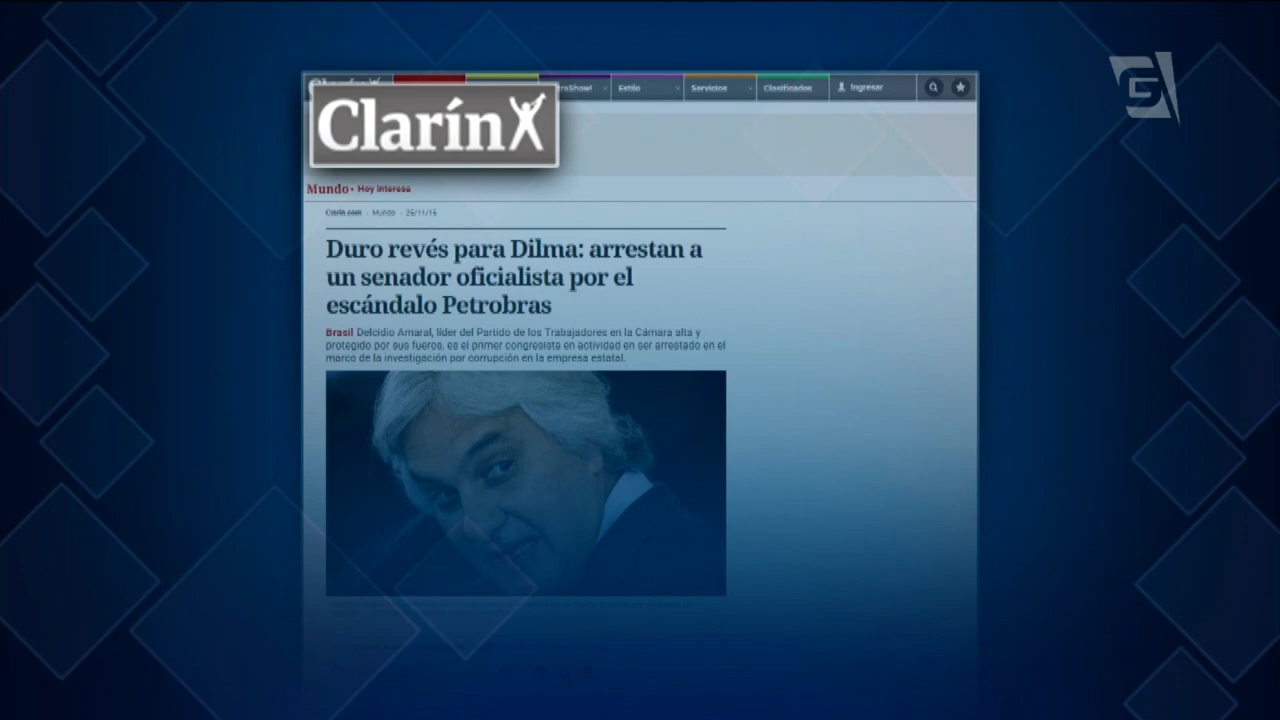 raShow!
Estilo
Servicios
Clasificados
Ingresar
Clarín
Mundo • Hoy interesa
Clarin.com - Mundo - 25/11/15
Duro revés para Dilma: arrestan a
un senador oficialista por el
escándalo Petrobras
Brasil Delcidio Amaral, líder del Partido de los Trabajadores en la Cámara alta y
protegido por sus fueros, es el primer congresista en actividad en ser arrestado en el
marco de la investigación por corrupción en la empresa estatal.